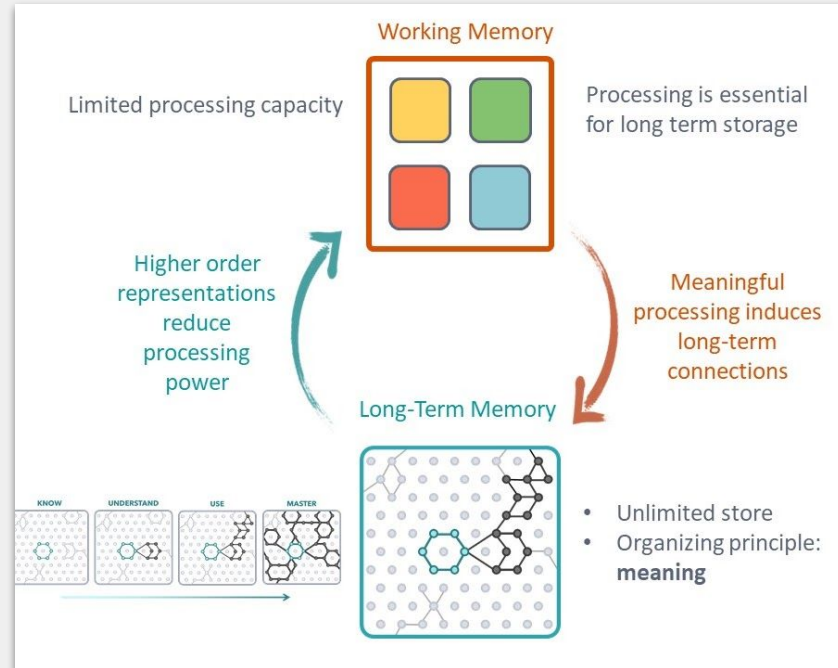 Working Memory
Limited processing capacity
Processing is essential
for long term storage
Higher order
representations
reduce
processing
power
Meaningful
processing induces
long-term
connections
Long-Term Memory
KNOW
UNDERSTAND
USE
MASTER
• Unlimited store
• Organizing principle:
meaning